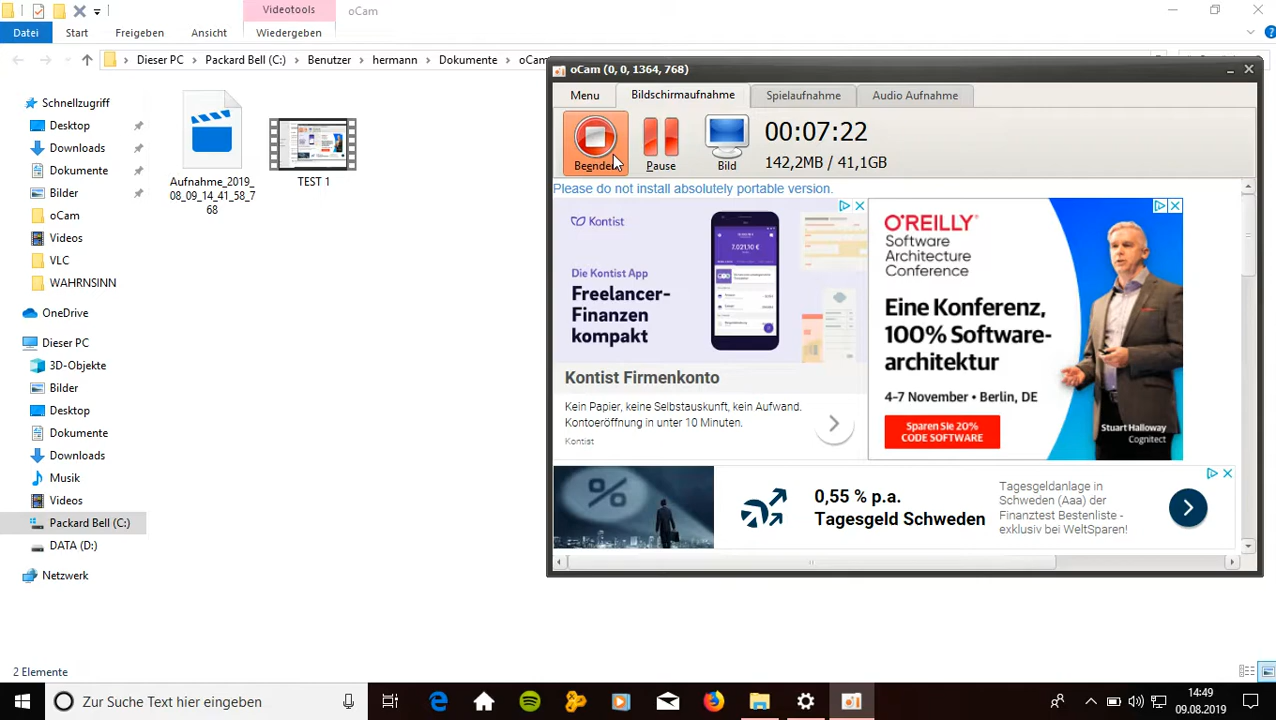 Videotools
oCam
Datei
Start
Freigeben
Ansicht
Wiedergeben
Dieser PC
Packard Bell (C:)
Benutzer
hermann
Dokumente
oCam
Schnellzugriff
Desktop
Downloads
Dokumente
Bilder
oCam
Videos
VLC
WAHRNSINN
OneDrive
Dieser PC
3D-Objekte
Bilder
Desktop
Dokumente
Downloads
Musik
Videos
Packard Bell (C:)
DATA (D:)
Netzwerk
Aufnahme_2019_
08_09_14_41_58_7
68
TEST 1
oCam (0, 0, 1364, 768)
Menu
Bildschirmaufnahme
Spielaufnahme
Audio Aufnahme
Beenden
Pause
Bild
00:07:22
142,2MB / 41,1GB
Please do not install absolutely portable version.
Kontist
Die Kontist App
Freelancer-
Finanzen
kompakt
7.021,10 €
Kontist Firmenkonto
Kein Papier, keine Selbstauskunft, kein Aufwand.
Kontoeröffnung in unter 10 Minuten.
Kontist
O'REILLY®
Software
Architecture
Conference
Eine Konferenz,
100% Software-
architektur
4–7 November • Berlin, DE
Sparen Sie 20%
CODE SOFTWARE
Stuart Halloway
Cognitect
%
0,55 % p.a.
Tagesgeld Schweden
Tagesgeldanlage in
Schweden (Aaa) der
Finanztest Bestenliste -
exklusiv bei WeltSparen!
2 Elemente
Zur Suche Text hier eingeben
14:49
09.08.2019